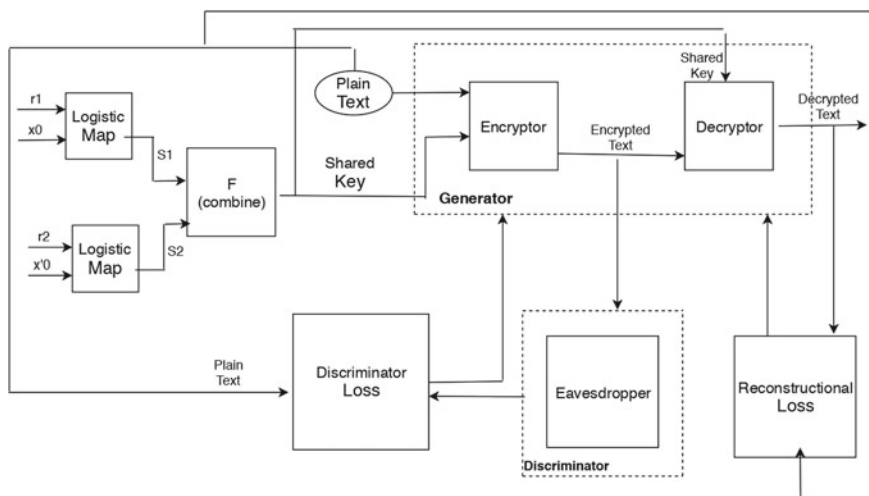 r1
x0
Logistic
Map
S1
r2
x'0
Logistic
Map
S2
F
(combine)
Shared
Key
Plain
Text
Encryptor
Encrypted
Text
Shared
Key
Decryptor
Decrypted
Text
Generator
Plain
Text
Discriminator
Loss
Eavesdropper
Discriminator
Reconstructional
Loss